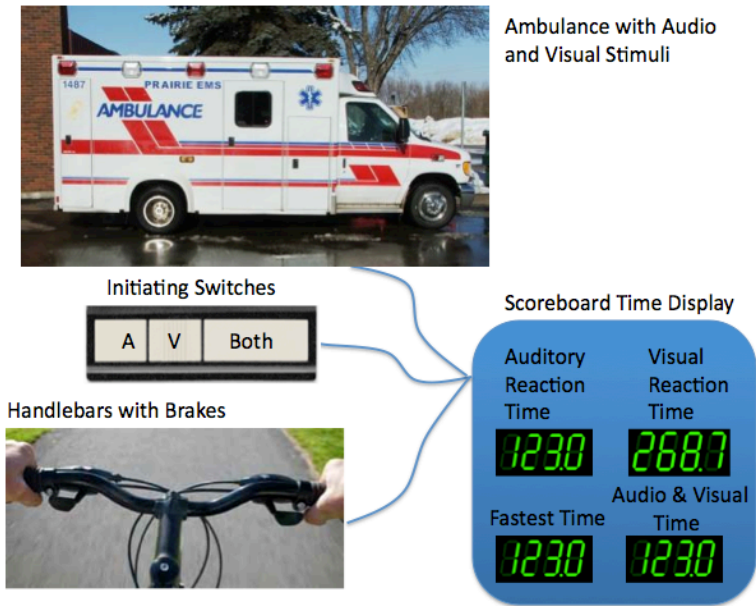 Ambulance with Audio
and Visual Stimuli
1487
PRAIRIE EMS
AMBULANCE
Initiating Switches
A V Both
Handlebars with Brakes
Scoreboard Time Display
Auditory
Reaction
Time
123.0
Visual
Reaction
Time
268.7
Fastest Time
123.0
Audio & Visual
Time
123.0